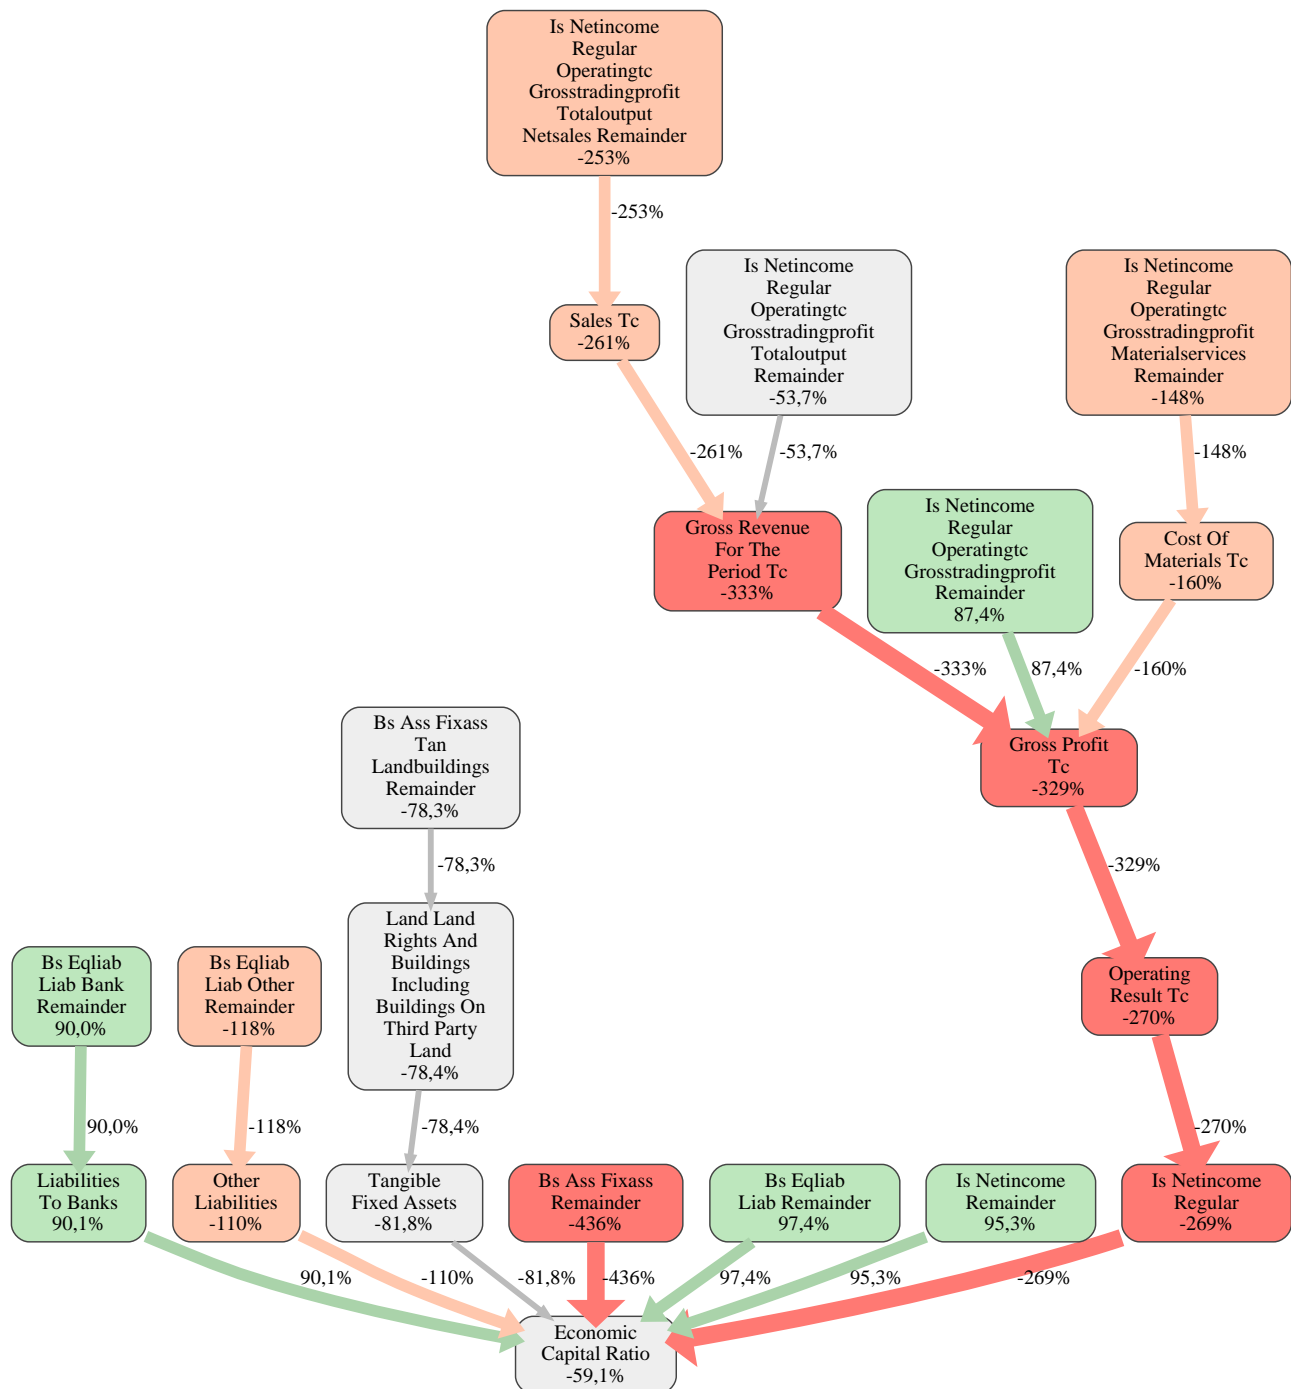 Is Netincome
Regular
Operatingtc
Grosstradingprofit
Totaloutput
Netsales Remainder
-253%
-253%
Is Netincome
Regular
Operatingtc
Grosstradingprofit
Totaloutput
Remainder
-53,7%
Is Netincome
Regular
Operatingtc
Grosstradingprofit
Materialservices
Remainder
-148%
Sales Tc
-261%
-261%
-53,7%
-148%
Gross Revenue
For The
Period Tc
-333%
Is Netincome
Regular
Operatingtc
Grosstradingprofit
Remainder
87,4%
Cost Of
Materials Tc
-160%
-333%
87,4%
-160%
Bs Ass Fixass
Tan
Landbuildings
Remainder
-78,3%
Gross Profit
Tc
-329%
-78,3%
-329%
Land Land
Rights And
Buildings
Including
Buildings On
Third Party
Land
-78,4%
Bs Eqliab
Liab Bank
Remainder
90,0%
Bs Eqliab
Liab Other
Remainder
-118%
Operating
Result Tc
-270%
90,0%
-118%
-78,4%
-270%
Liabilities
To Banks
90,1%
Other
Liabilities
-110%
Tangible
Fixed Assets
-81,8%
Bs Ass Fixass
Remainder
-436%
Bs Eqliab
Liab Remainder
97,4%
Is Netincome
Remainder
95,3%
Is Netincome
Regular
-269%
90,1%
-110%
-81,8%
-436%
97,4%
95,3%
-269%
Economic
Capital Ratio
-59,1%